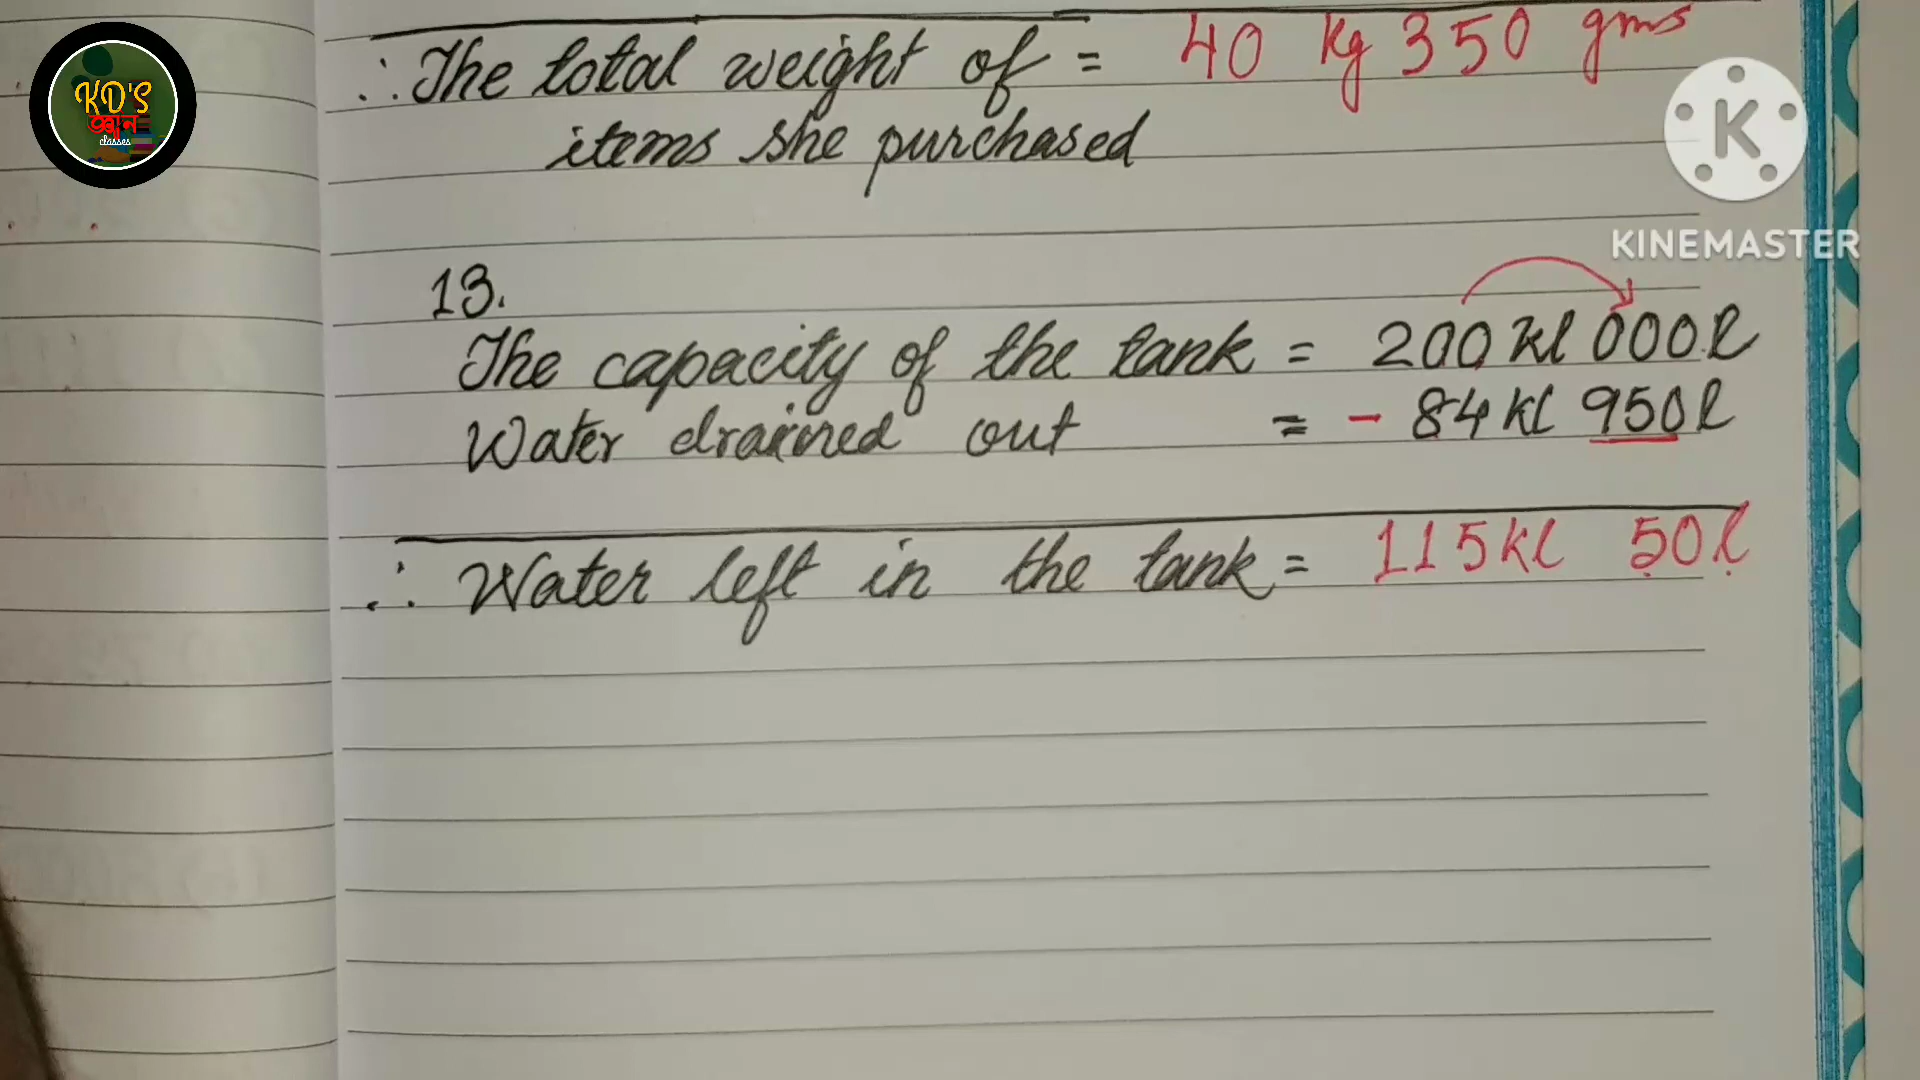 KD'S
জ্ঞান
classes
∴ The total weight of = 40 kg 350 gms
items she purchased
K
KINEMASTER
13.
The capacity of the tank = 200 kl 000 l
Water drained out = - 84 kl 950 l
∴ Water left in the tank = 115 kl 50 l